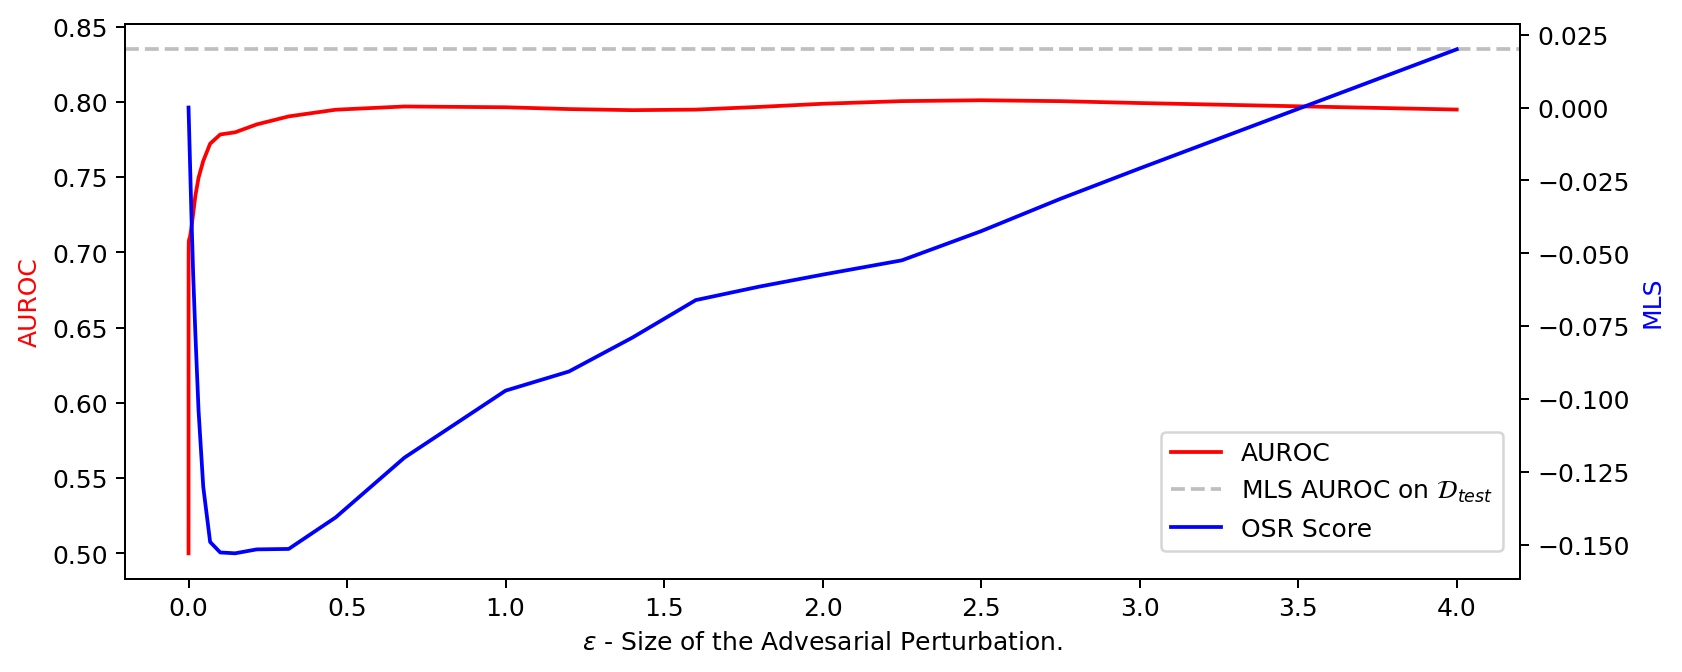 0.85
0.80
0.75
0.70
0.65
0.60
0.55
0.50
AUROC
0.025
0.000
−0.025
−0.050
−0.075
−0.100
−0.125
−0.150
MLS
AUROC
MLS AUROC on 𝒟test
OSR Score
0.0 0.5 1.0 1.5 2.0 2.5 3.0 3.5 4.0
ε - Size of the Advesarial Perturbation.